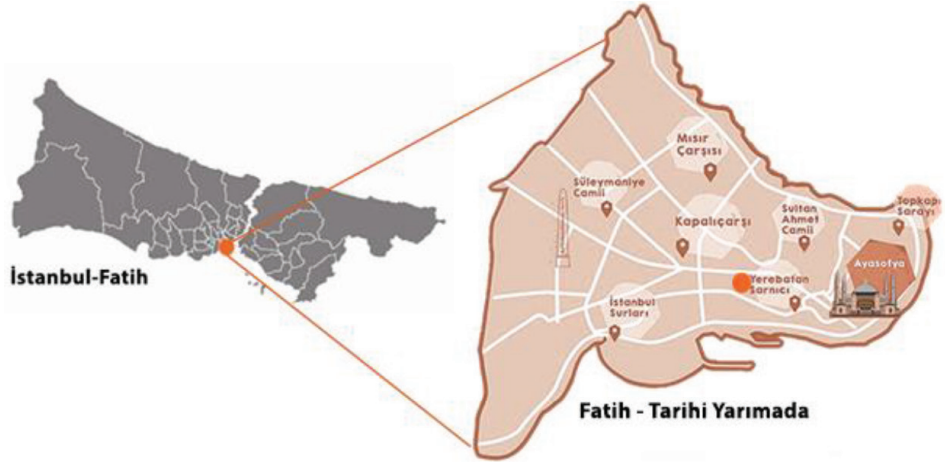 İstanbul-Fatih
Mısır
Çarşısı
Süleymaniye
Camii
Kapalıçarşı
Sultan
Ahmet
Camii
Topkapı
Sarayı
Ayasofya
Yerebatan
Sarnıcı
İstanbul
Surları
Fatih - Tarihi Yarımada